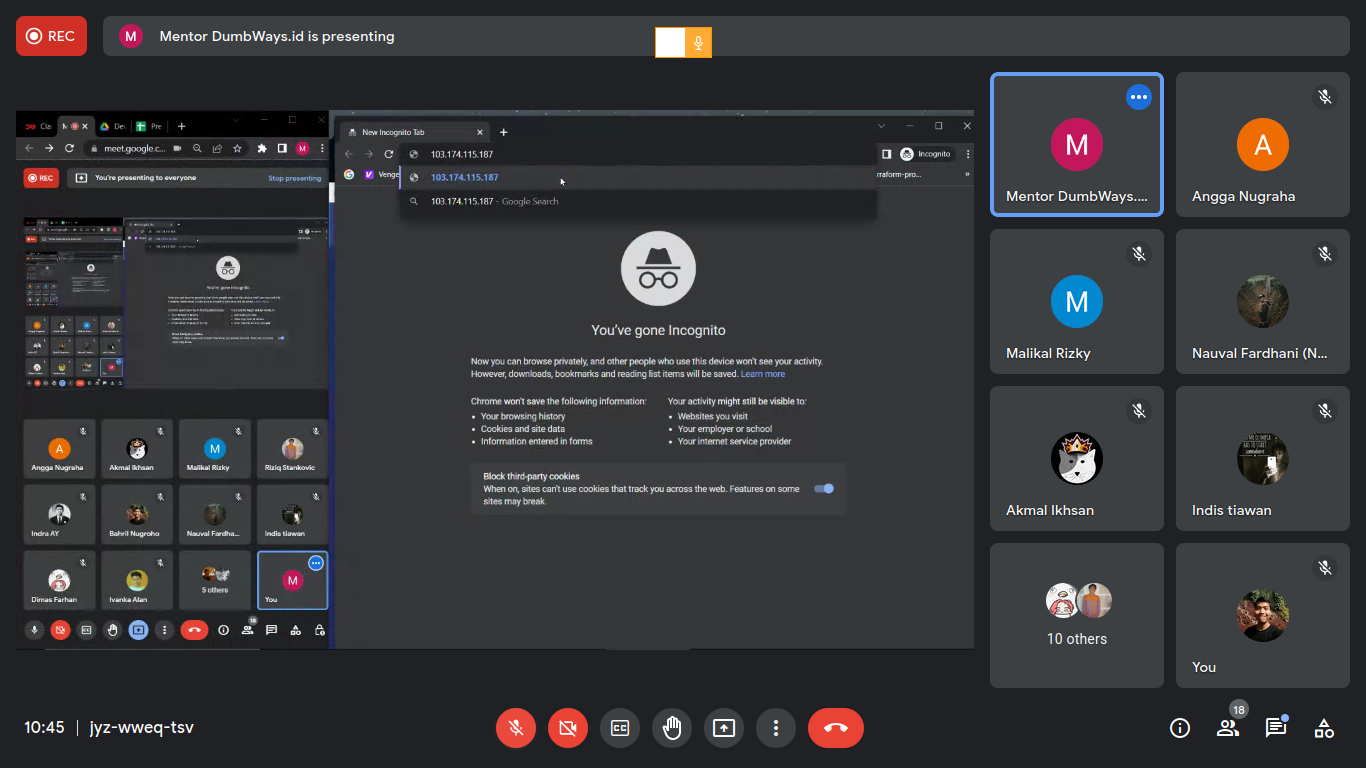 REC
M
Mentor DumbWays.id is presenting
New Incognito Tab
meet.google.c...
103.174.115.187
Incognito
REC
You're presenting to everyone
Stop presenting
103.174.115.187
103.174.115.187 - Google Search
You've gone Incognito
Now you can browse privately, and other people who use this device won't see your activity.
However, downloads, bookmarks and reading list items will be saved. Learn more
Chrome won't save the following information:
• Your browsing history
• Cookies and site data
• Information entered in forms
Your activity might still be visible to:
• Websites you visit
• Your employer or school
• Your internet service provider
Block third-party cookies
When on, sites can't use cookies that track you across the web. Features on some
sites may break.
A
Angga Nugraha
Akmal Ikhsan
M
Malikal Rizky
Riziq Stankovic
Indra AY
Bahril Nugroho
Nauval Fardha...
Indis tiawan
Dimas Farhan
Ivanka Alan
5 others
M
You
18
M
Mentor DumbWays....
A
Angga Nugraha
M
Malikal Rizky
Nauval Fardhani (N...
Akmal Ikhsan
Indis tiawan
10 others
You
10:45 | jyz-wweq-tsv
18